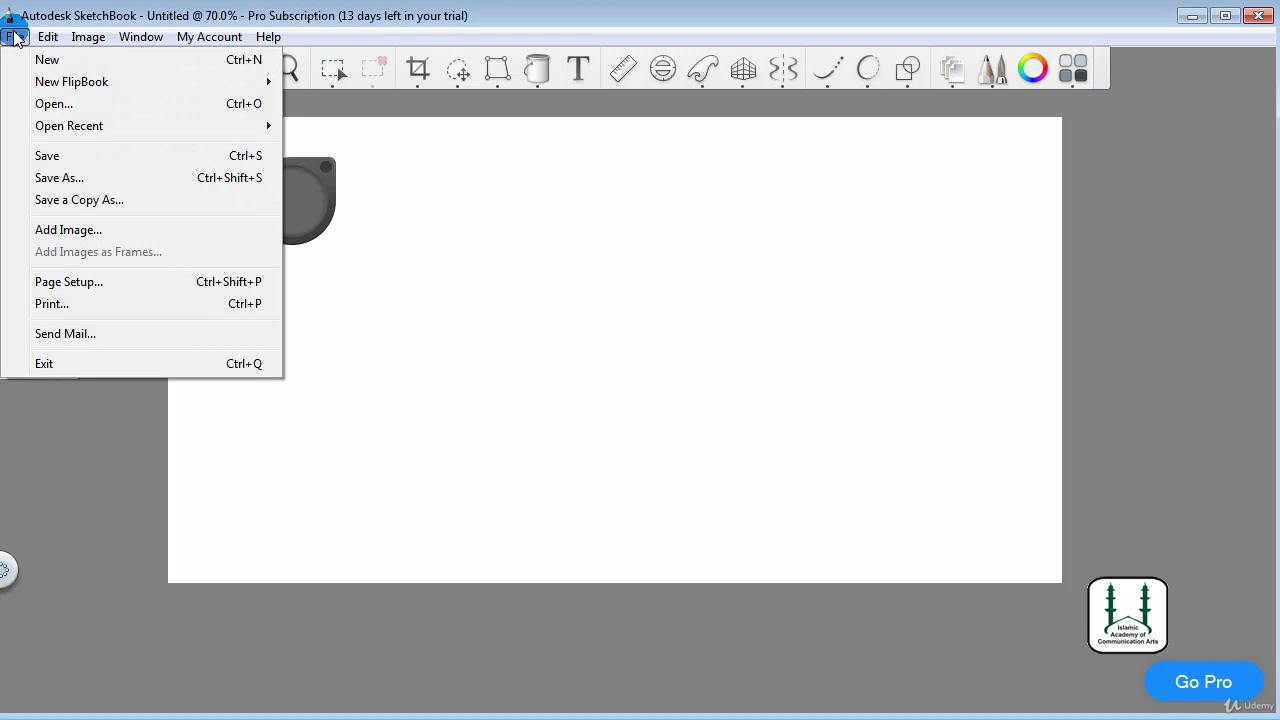 Autodesk SketchBook - Untitled @ 70.0% - Pro Subscription (13 days left in your trial)
Edit Image Window My Account Help
New Ctrl+N
New FlipBook
Open... Ctrl+O
Open Recent
Save Ctrl+S
Save As... Ctrl+Shift+S
Save a Copy As...
Add Image...
Add Images as Frames...
Page Setup... Ctrl+Shift+P
Print... Ctrl+P
Send Mail...
Exit Ctrl+Q
T
Islamic
Academy of
Communication Arts
Go Pro
Udemy